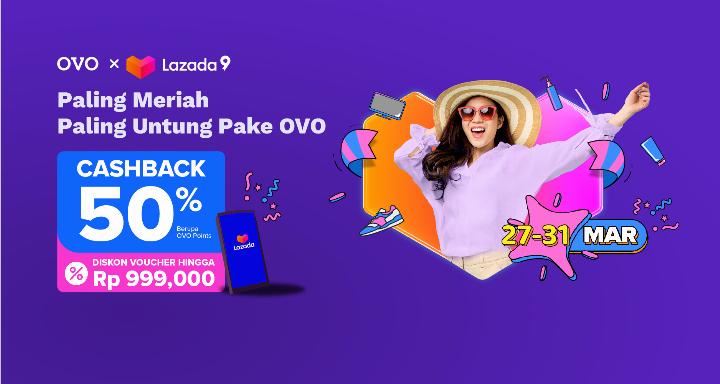 OVO × Lazada 9
Paling Meriah
Paling Untung Pake OVO
CASHBACK
50%
Berupa
OVO Points
DISKON VOUCHER HINGGA
% Rp 999,000
Lazada
27-31 MAR